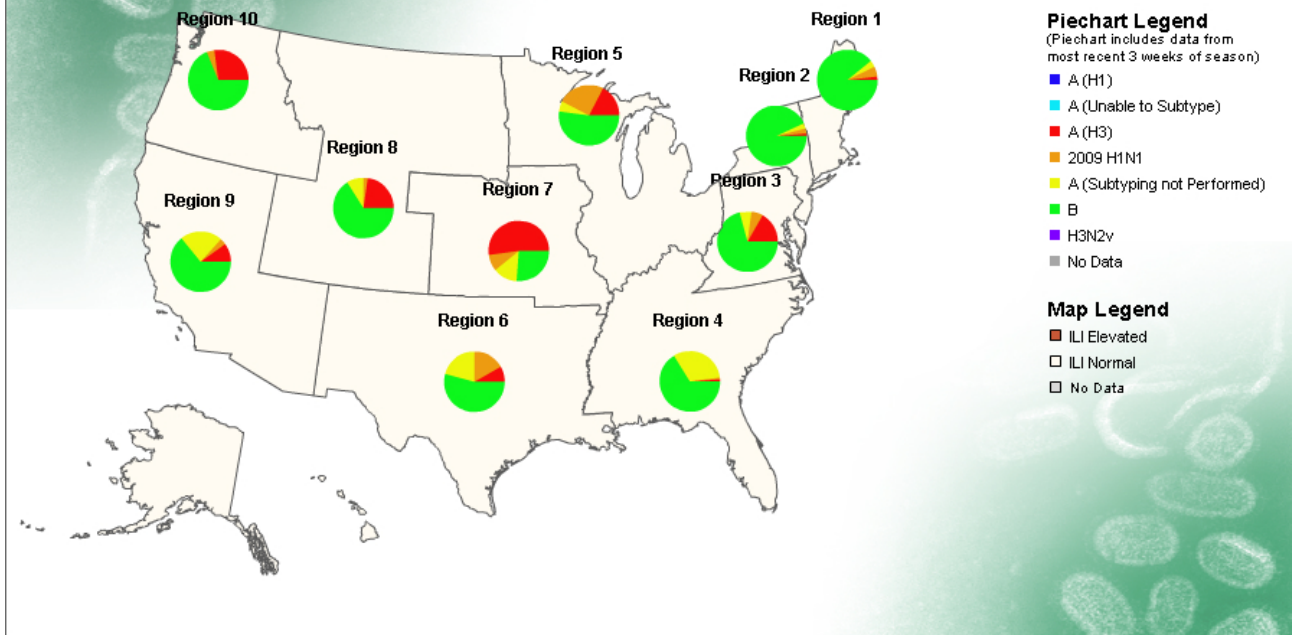 Region 10
Region 1
Region 5
Region 2
Region 8
Region 3
Region 7
Region 9
Region 6
Region 4
Piechart Legend
(Piechart includes data from
most recent 3 weeks of season)
A (H1)
A (Unable to Subtype)
A (H3)
2009 H1N1
A (Subtyping not Performed)
B
H3N2v
No Data
Map Legend
ILI Elevated
ILI Normal
No Data